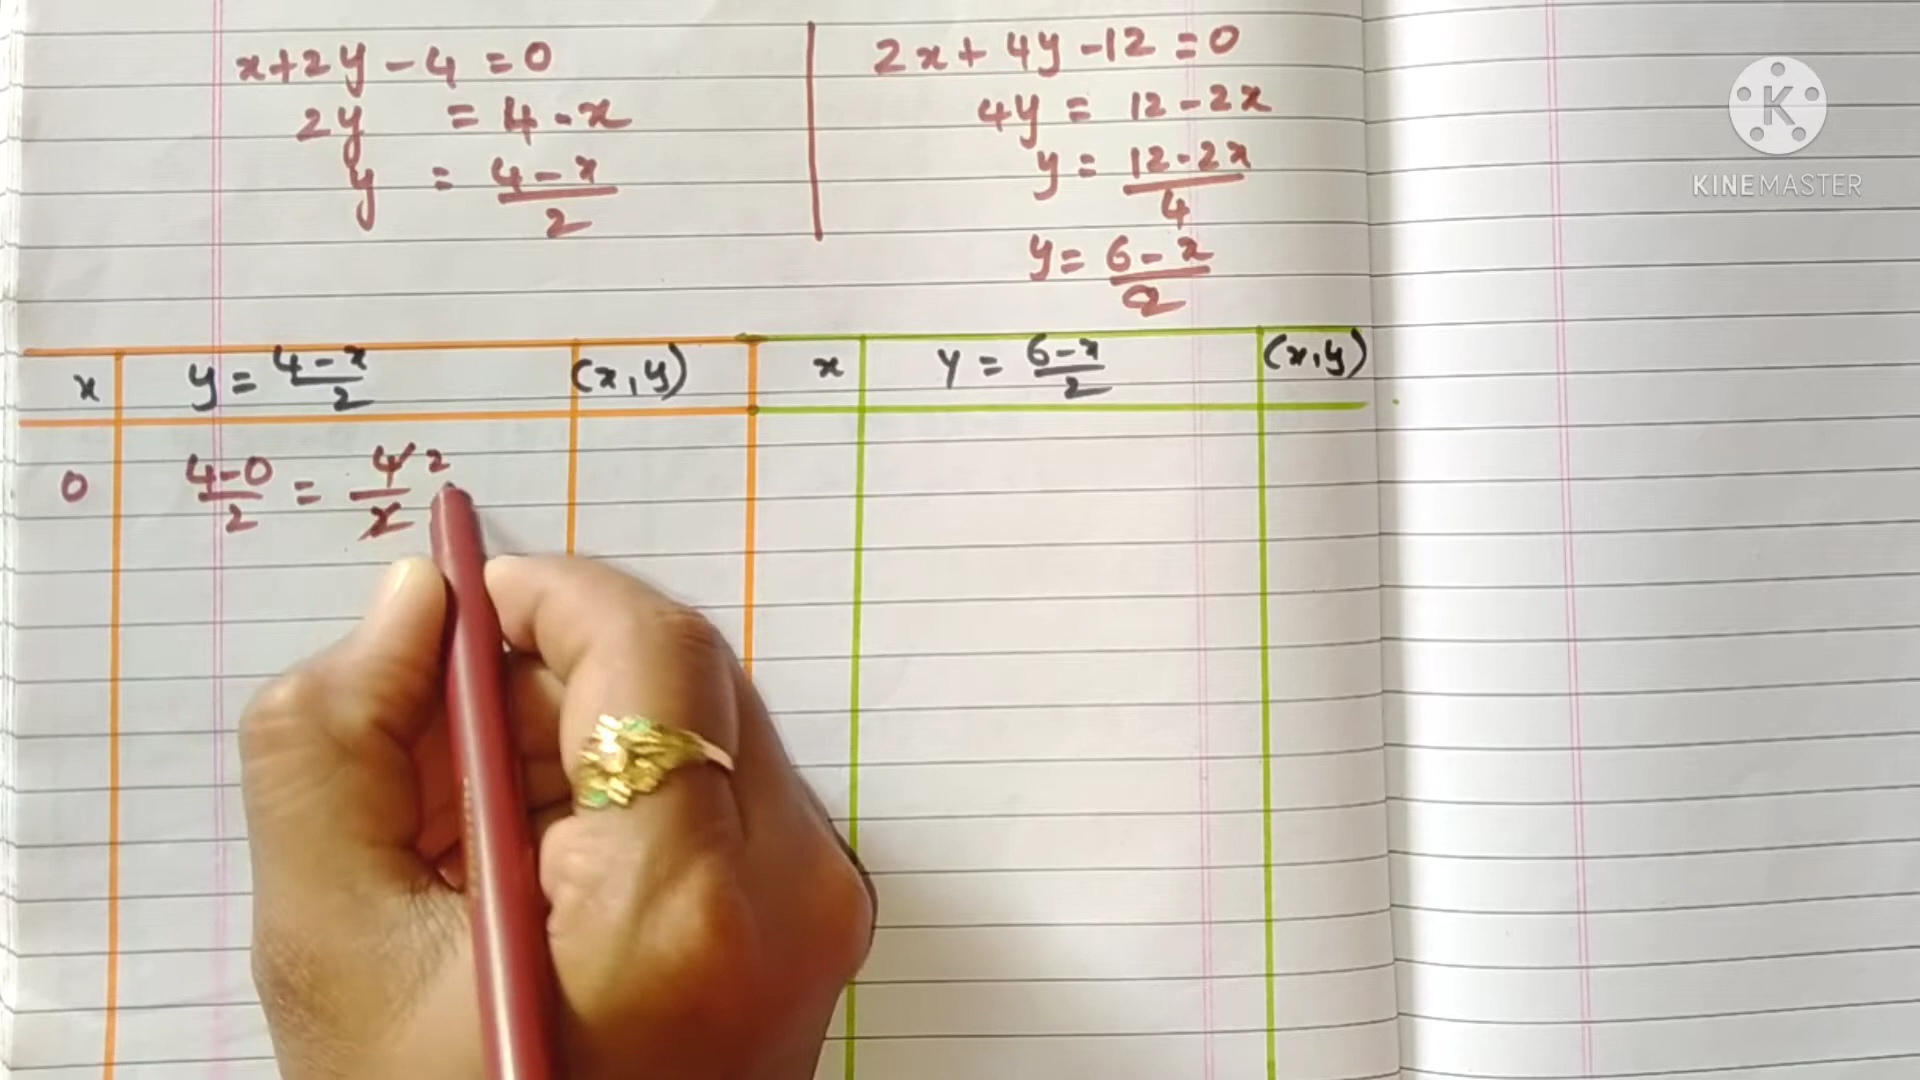 x+2y-4=0
2y = 4-x
y = 4-x/2
2x+4y-12=0
4y = 12-2x
y = 12-2x/4
y = 6-x/2
K
KINEMASTER
x y = 4-x/2 (x,y) x y = 6-x/2 (x,y)
0 4-0/2 = 4/2 2